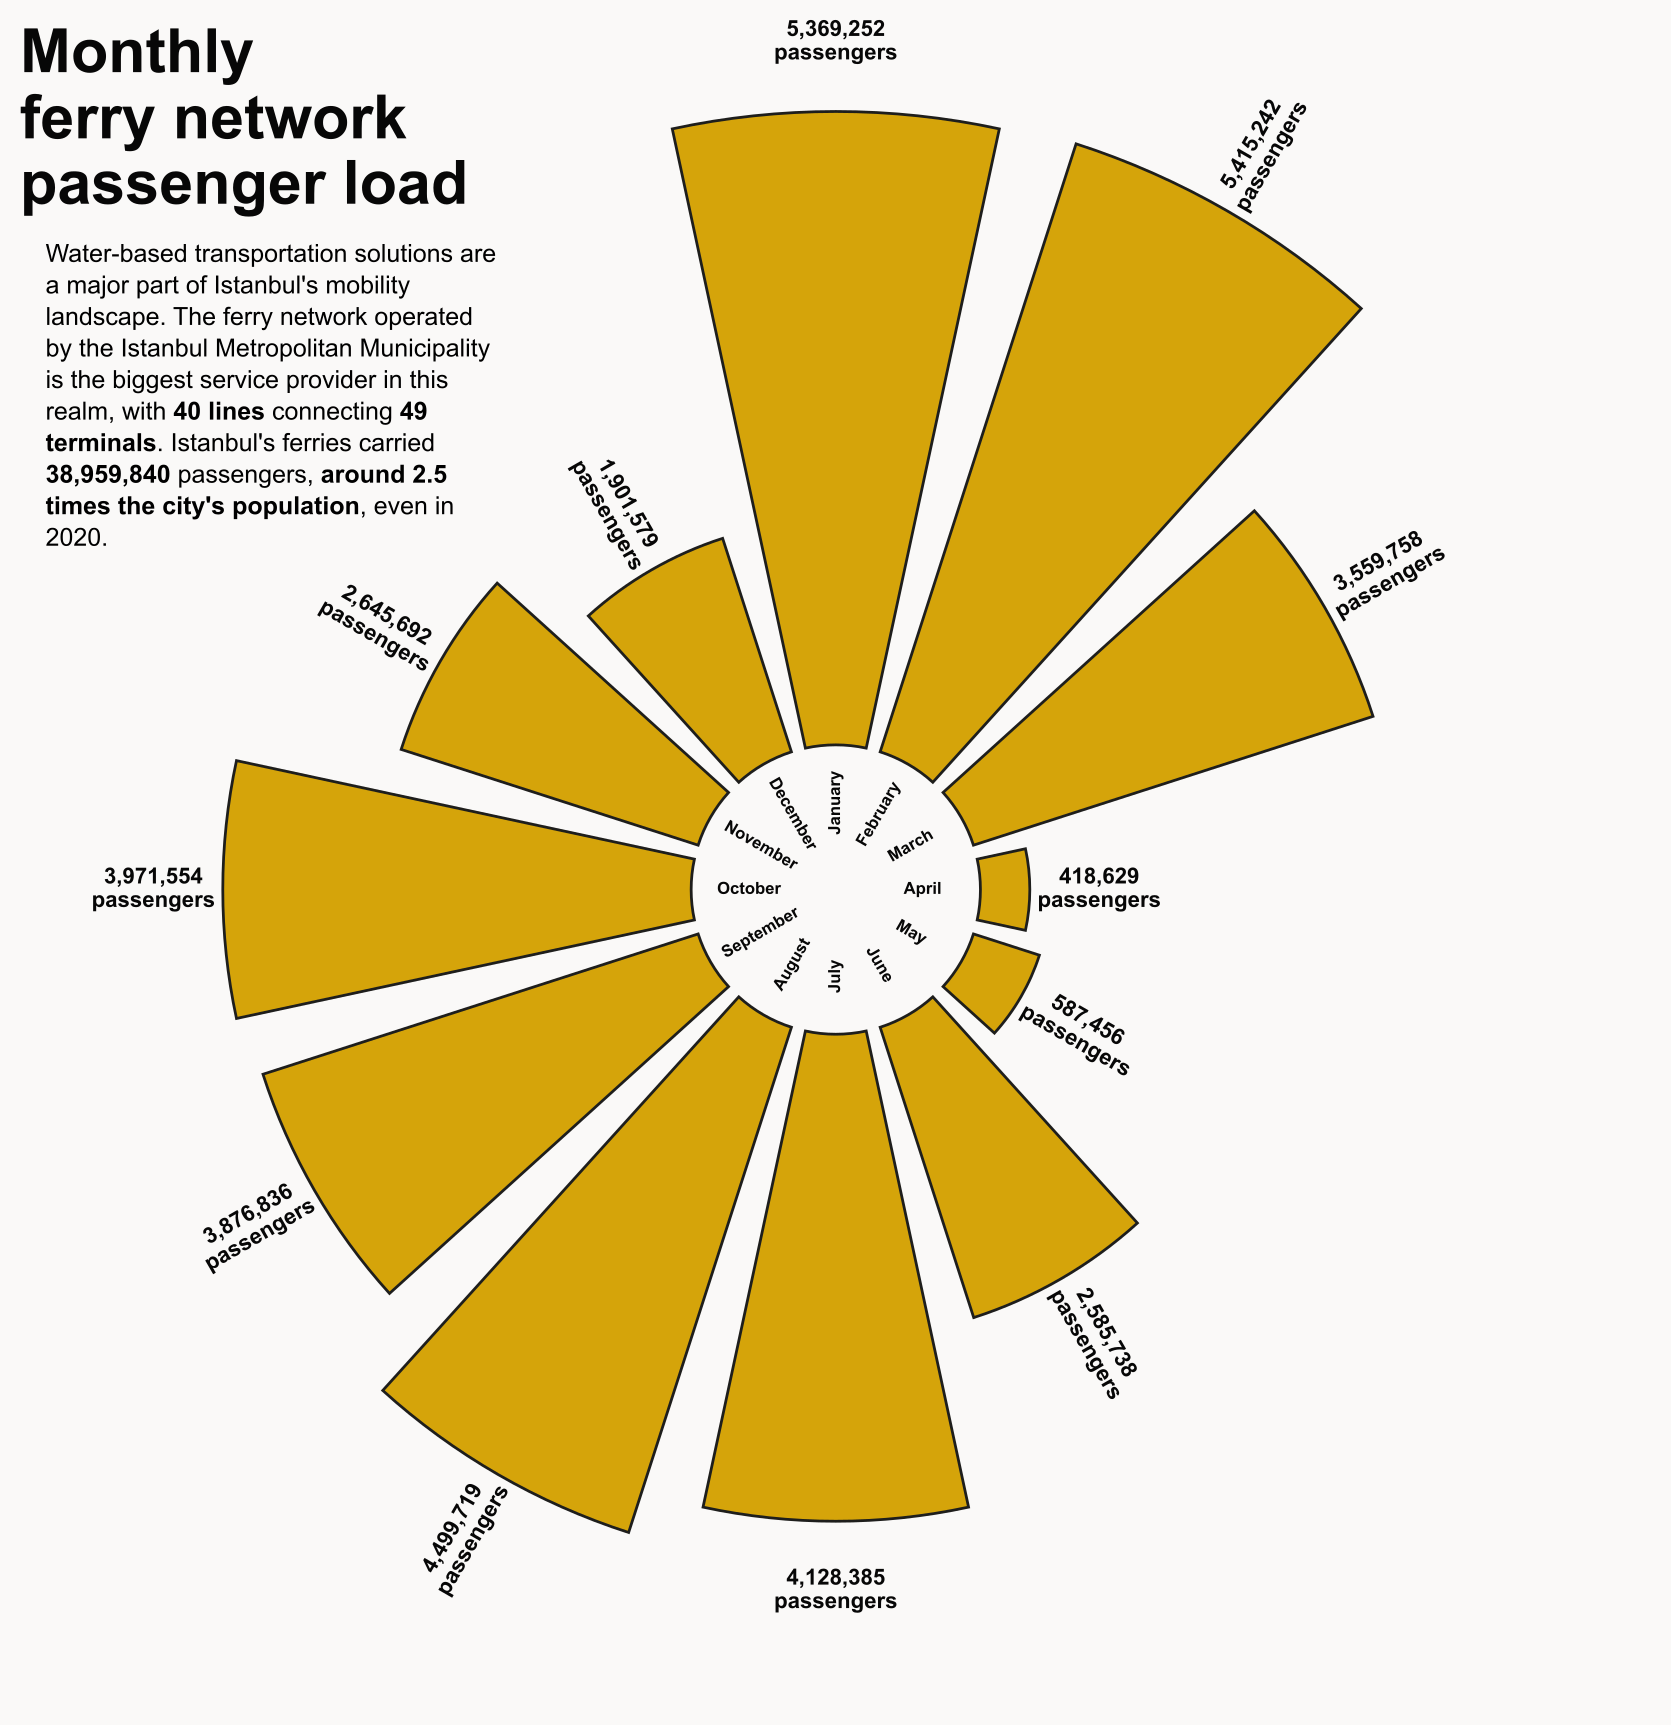 Monthly
ferry network
passenger load
Water-based transportation solutions are
a major part of Istanbul's mobility
landscape. The ferry network operated
by the Istanbul Metropolitan Municipality
is the biggest service provider in this
realm, with 40 lines connecting 49
terminals. Istanbul's ferries carried
38,959,840 passengers, around 2.5
times the city's population, even in
2020.
5,369,252
passengers
5,415,242
passengers
3,559,758
passengers
418,629
passengers
587,456
passengers
2,585,738
passengers
4,128,385
passengers
4,499,719
passengers
3,876,836
passengers
3,971,554
passengers
2,645,692
passengers
1,901,579
passengers
January
February
March
April
May
June
July
August
September
October
November
December